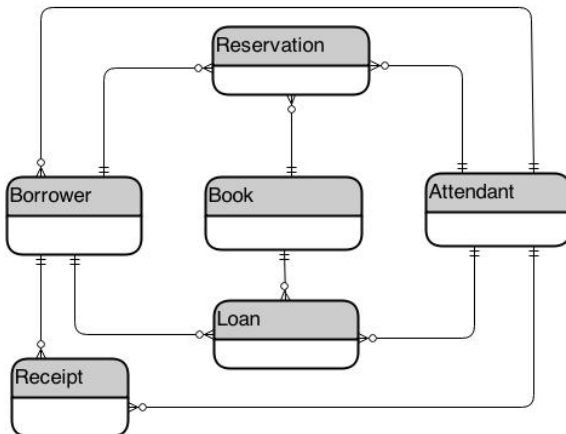 Reservation
Borrower
Book
Attendant
Loan
Receipt